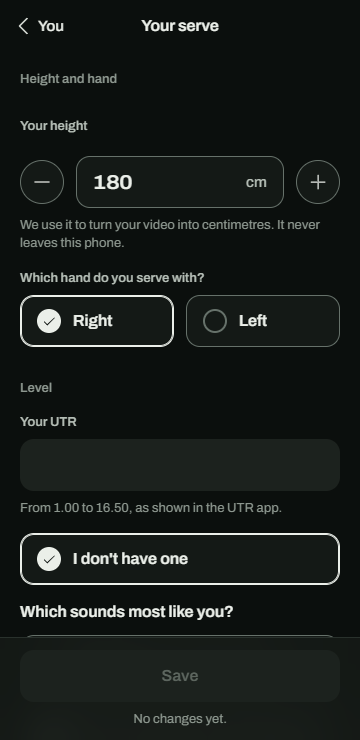 You
Your serve
Height and hand
Your height
180 cm
We use it to turn your video into centimetres. It never
leaves this phone.
Which hand do you serve with?
Right
Left
Level
Your UTR
From 1.00 to 16.50, as shown in the UTR app.
I don't have one
Which sounds most like you?
Save
No changes yet.